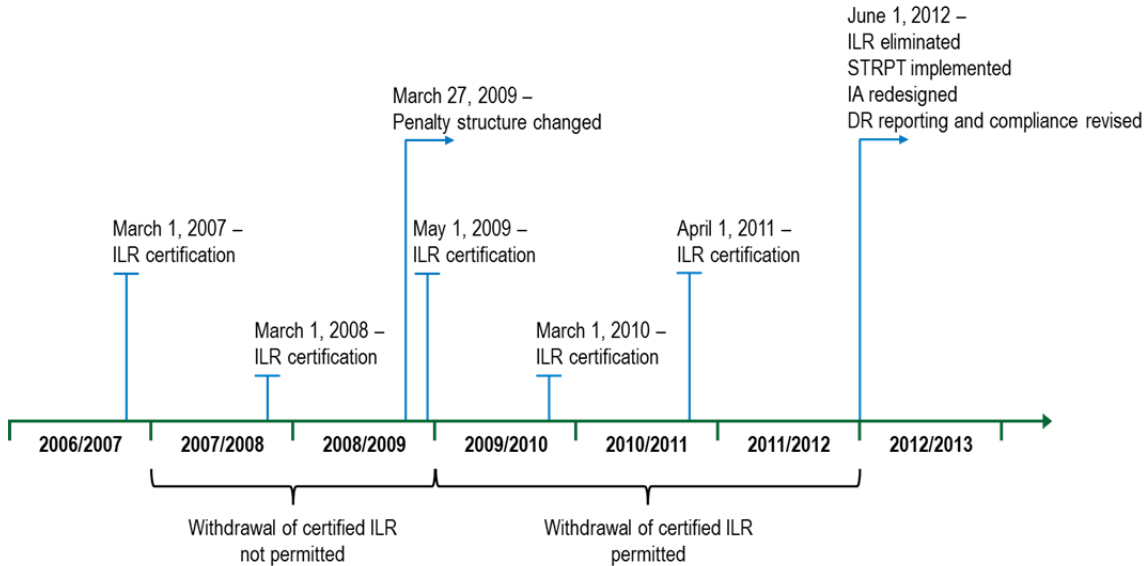 June 1, 2012 –
ILR eliminated
STRPT implemented
IA redesigned
DR reporting and compliance revised
March 27, 2009 –
Penalty structure changed
March 1, 2007 –
ILR certification
May 1, 2009 –
ILR certification
April 1, 2011 –
ILR certification
March 1, 2008 –
ILR certification
March 1, 2010 –
ILR certification
2006/2007
2007/2008
2008/2009
2009/2010
2010/2011
2011/2012
2012/2013
Withdrawal of certified ILR
not permitted
Withdrawal of certified ILR
permitted